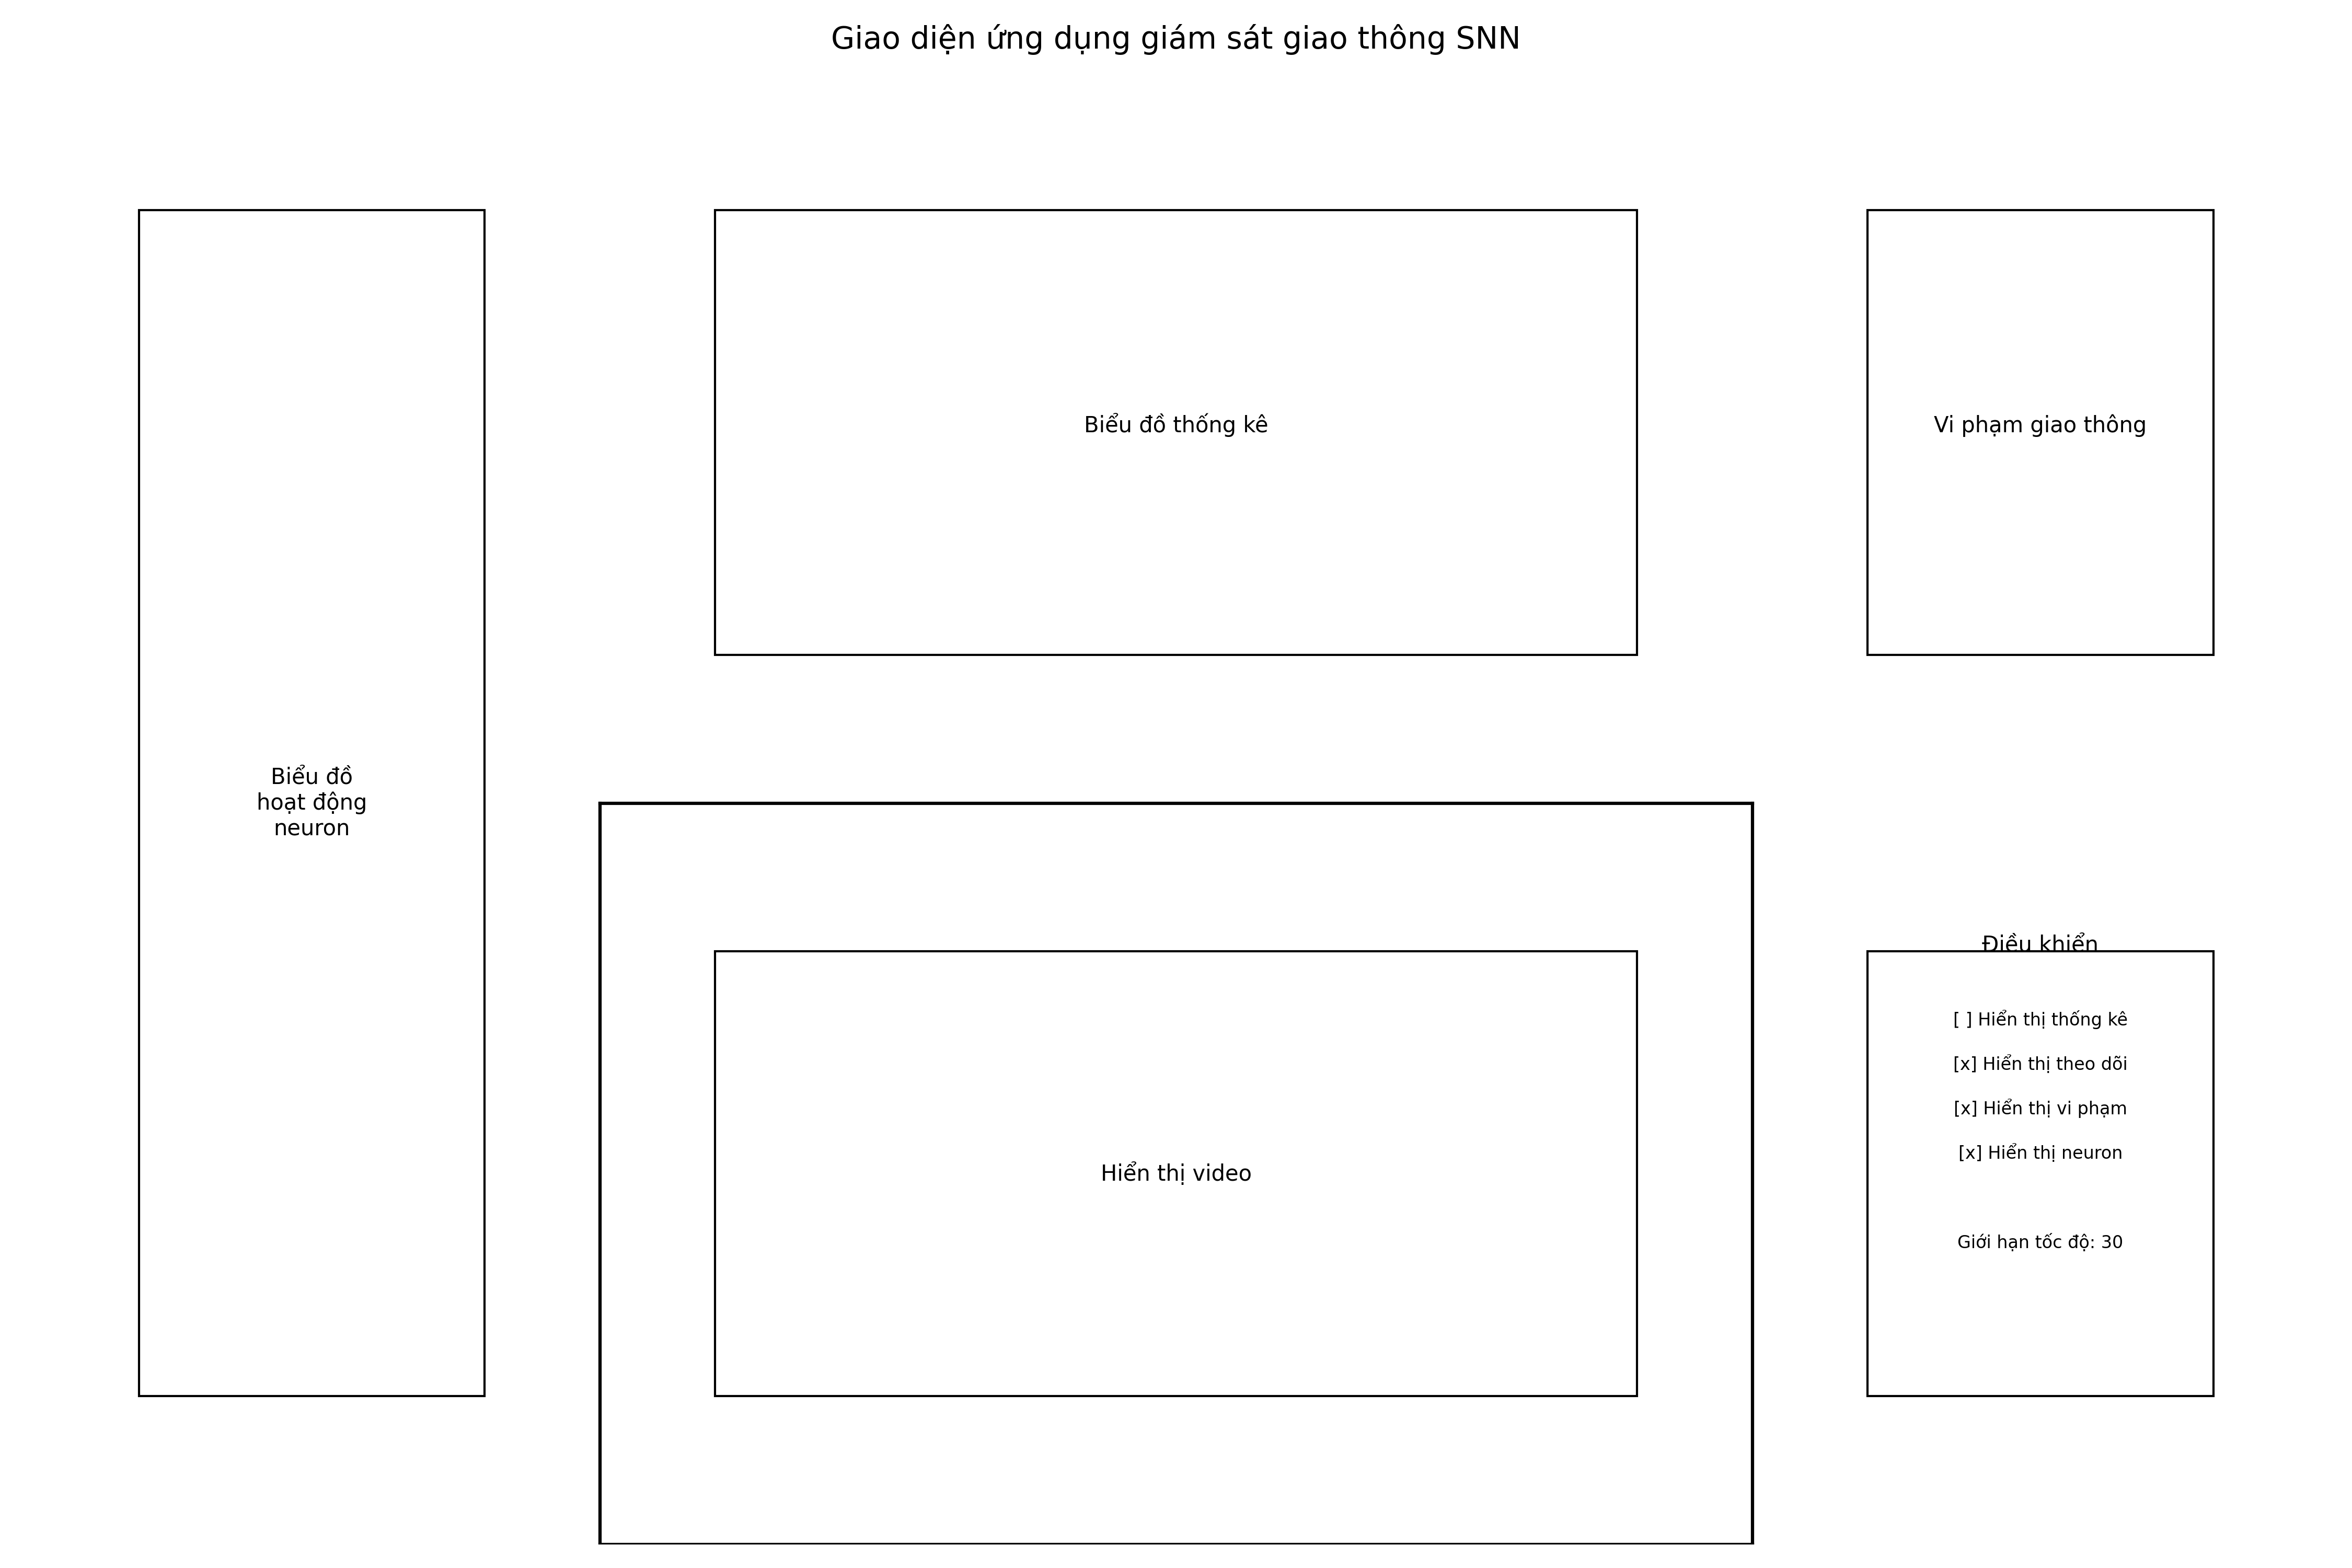 Giao diện ứng dụng giám sát giao thông SNN
Biểu đồ thống kê
Vi phạm giao thông
Biểu đồ
hoạt động
neuron
Điều khiển
[ ] Hiển thị thống kê
[x] Hiển thị theo dõi
[x] Hiển thị vi phạm
[x] Hiển thị neuron
Hiển thị video
Giới hạn tốc độ: 30